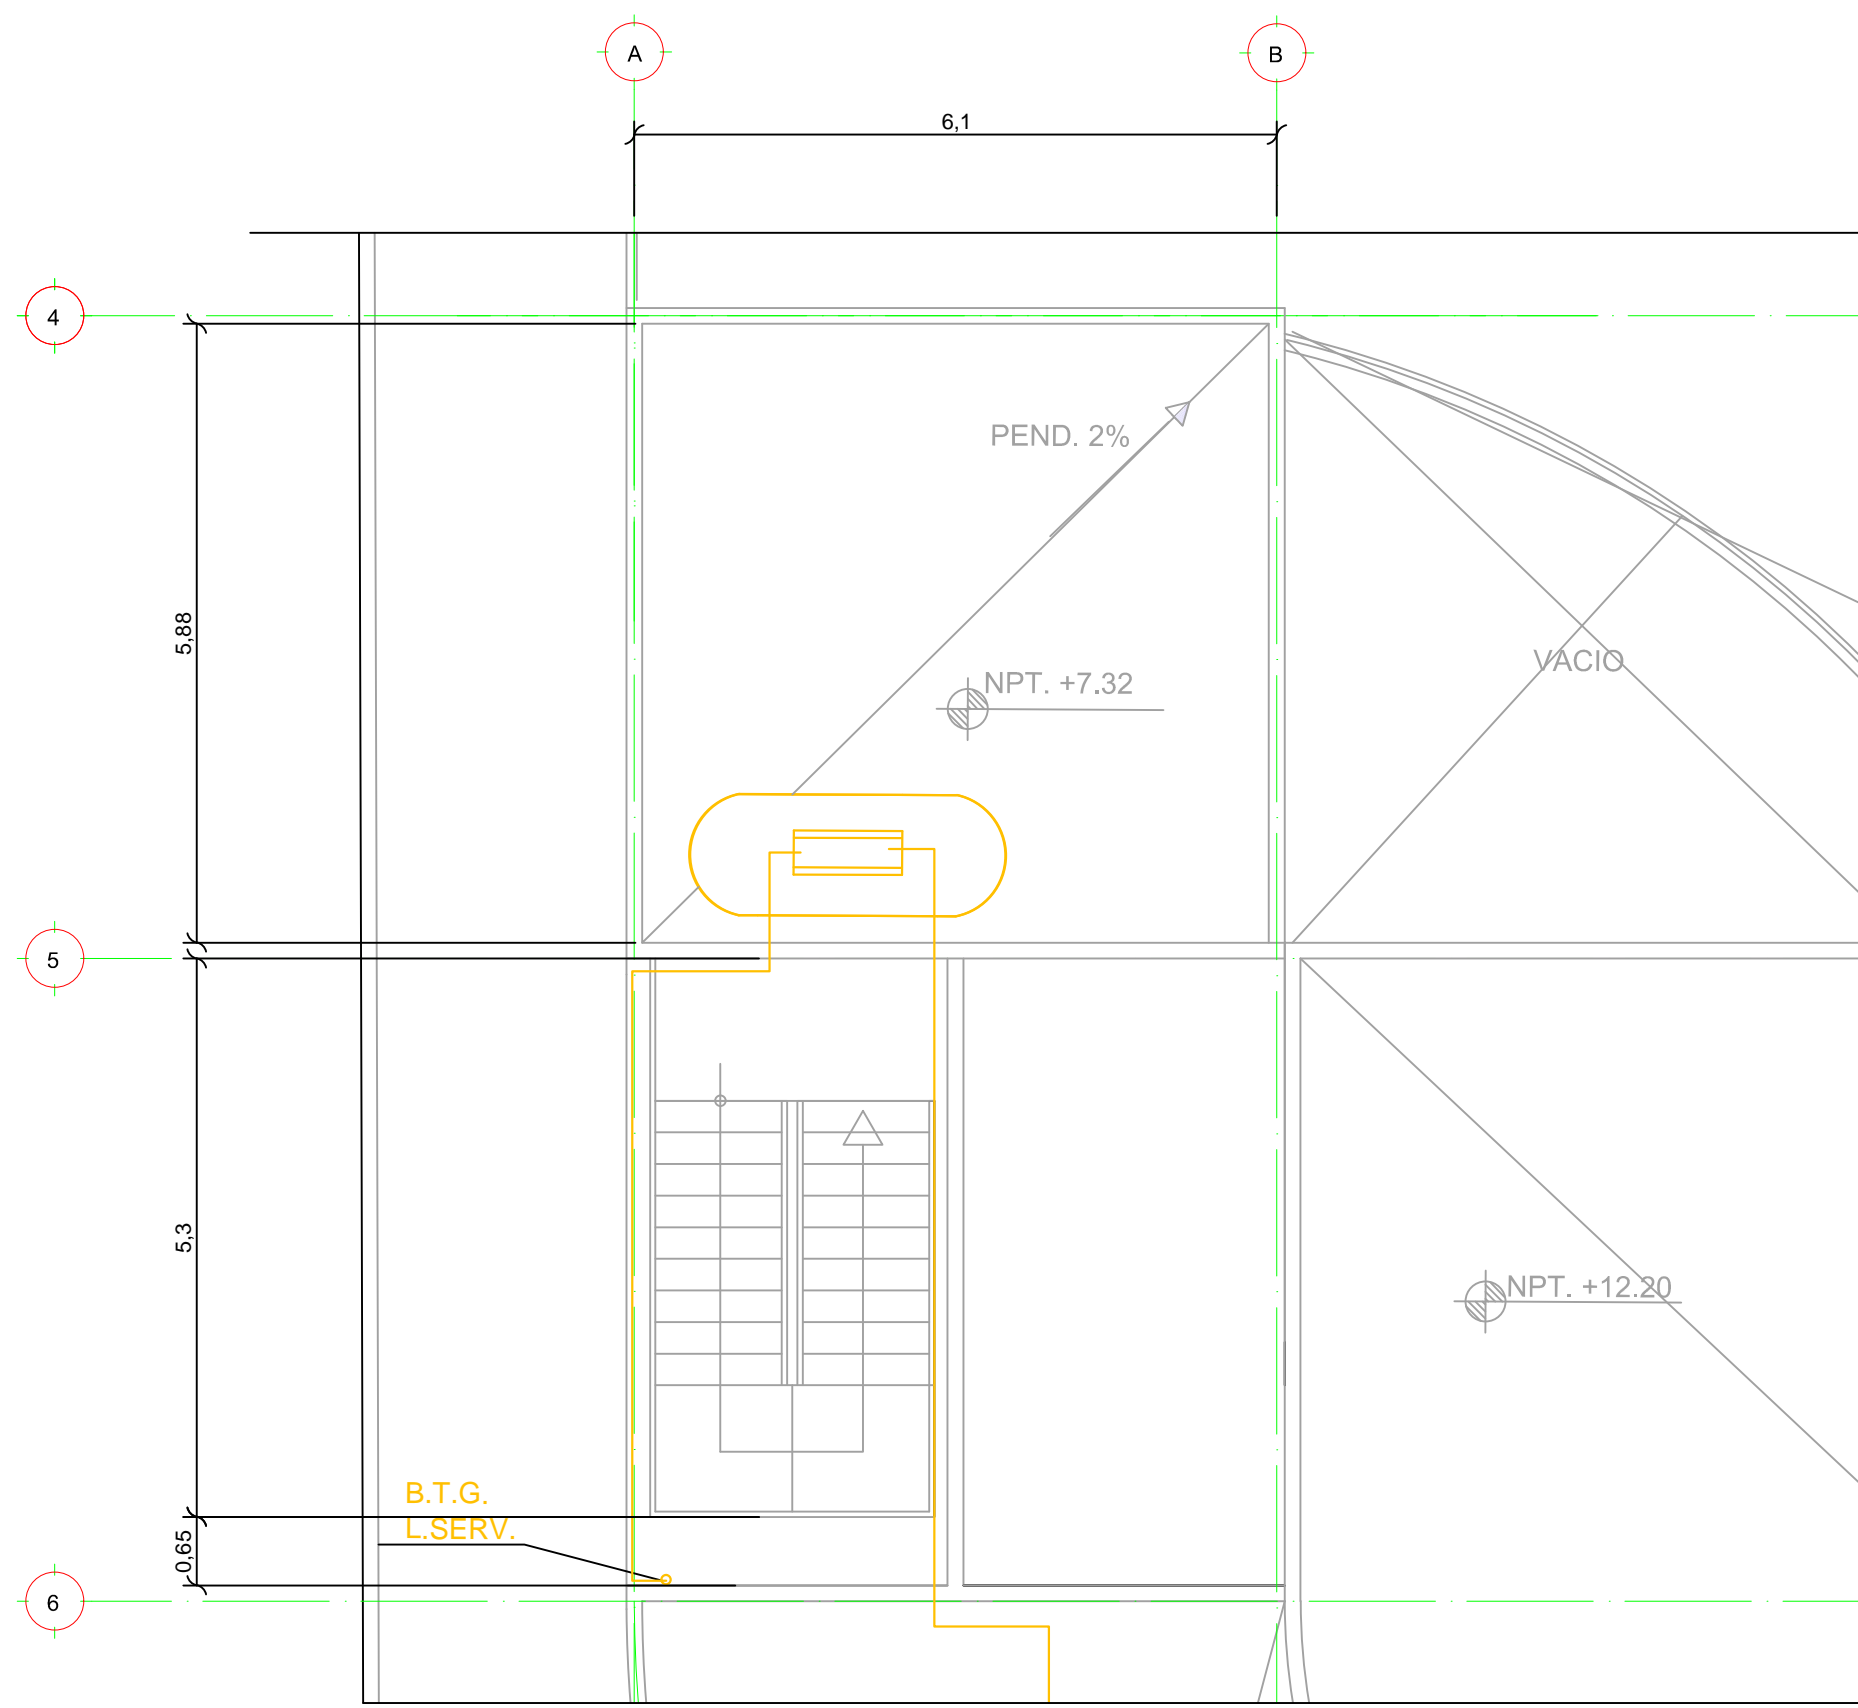 A
B
6,1
4
PEND. 2%
5,88
VACIO
NPT. +7.32
5
5,3
NPT. +12.20
B.T.G.
L.SERV.
0,65
6